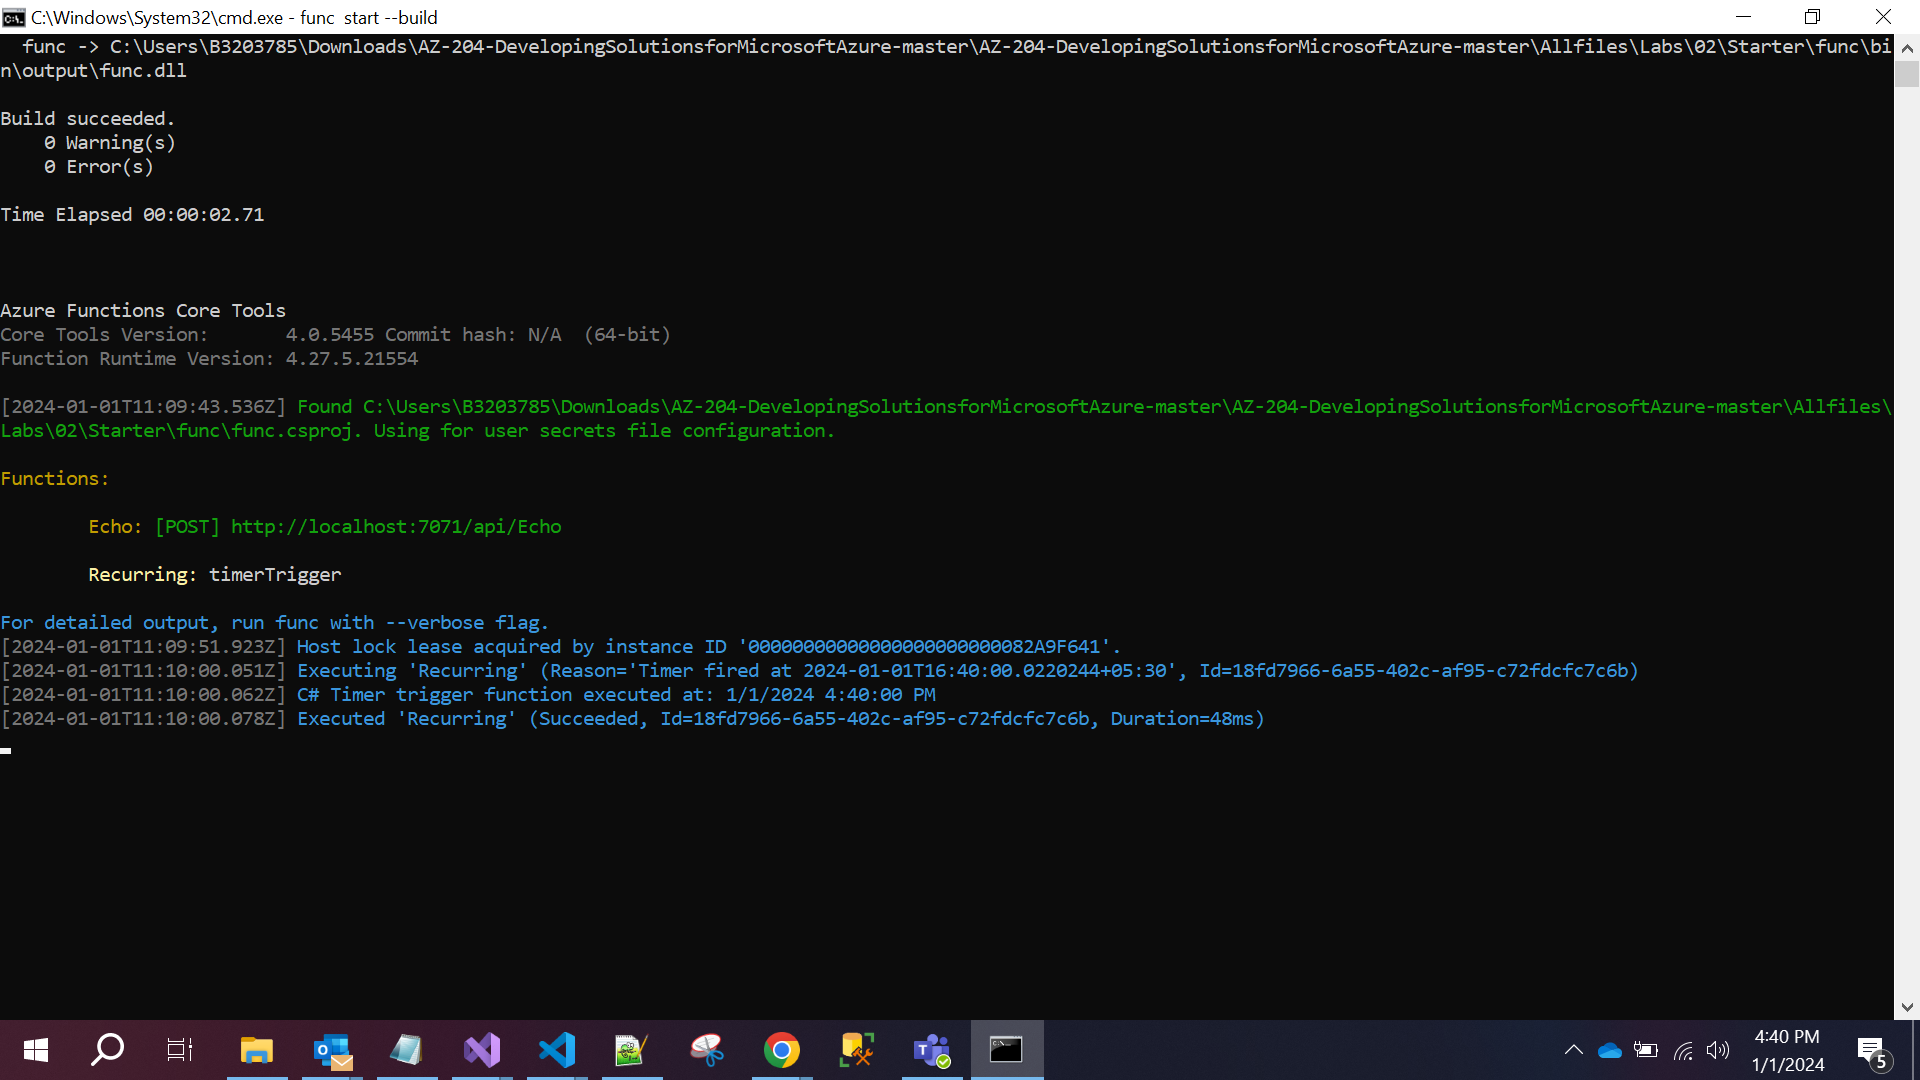 C:\Windows\System32\cmd.exe - func  start --build
func -> C:\Users\B3203785\Downloads\AZ-204-DevelopingSolutionsforMicrosoftAzure-master\AZ-204-DevelopingSolutionsforMicrosoftAzure-master\Allfiles\Labs\02\Starter\func\bi
n\output\func.dll
Build succeeded.
0 Warning(s)
0 Error(s)
Time Elapsed 00:00:02.71
Azure Functions Core Tools
Core Tools Version:       4.0.5455 Commit hash: N/A  (64-bit)
Function Runtime Version: 4.27.5.21554
[2024-01-01T11:09:43.536Z] Found C:\Users\B3203785\Downloads\AZ-204-DevelopingSolutionsforMicrosoftAzure-master\AZ-204-DevelopingSolutionsforMicrosoftAzure-master\Allfiles\
Labs\02\Starter\func\func.csproj. Using for user secrets file configuration.
Functions:
Echo: [POST] http://localhost:7071/api/Echo
Recurring: timerTrigger
For detailed output, run func with --verbose flag.
[2024-01-01T11:09:51.923Z] Host lock lease acquired by instance ID '00000000000000000000000082A9F641'.
[2024-01-01T11:10:00.051Z] Executing 'Recurring' (Reason='Timer fired at 2024-01-01T16:40:00.0220244+05:30', Id=18fd7966-6a55-402c-af95-c72fdcfc7c6b)
[2024-01-01T11:10:00.062Z] C# Timer trigger function executed at: 1/1/2024 4:40:00 PM
[2024-01-01T11:10:00.078Z] Executed 'Recurring' (Succeeded, Id=18fd7966-6a55-402c-af95-c72fdcfc7c6b, Duration=48ms)
4:40 PM
1/1/2024
5